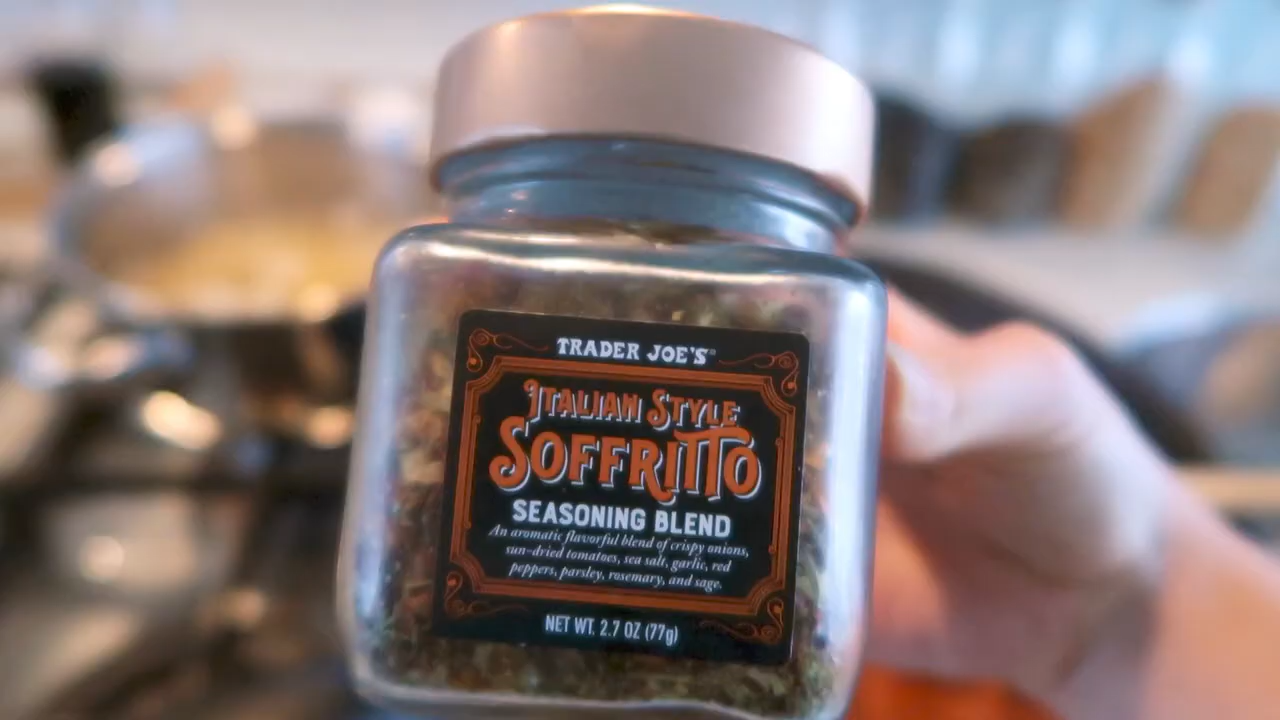 TRADER JOE'S®
ITALIAN STYLE
SOFFRITTO
SEASONING BLEND
An aromatic flavorful blend of crispy onions,
sun-dried tomatoes, sea salt, garlic, red
peppers, parsley, rosemary, and sage.
NET WT. 2.7 OZ (77g)